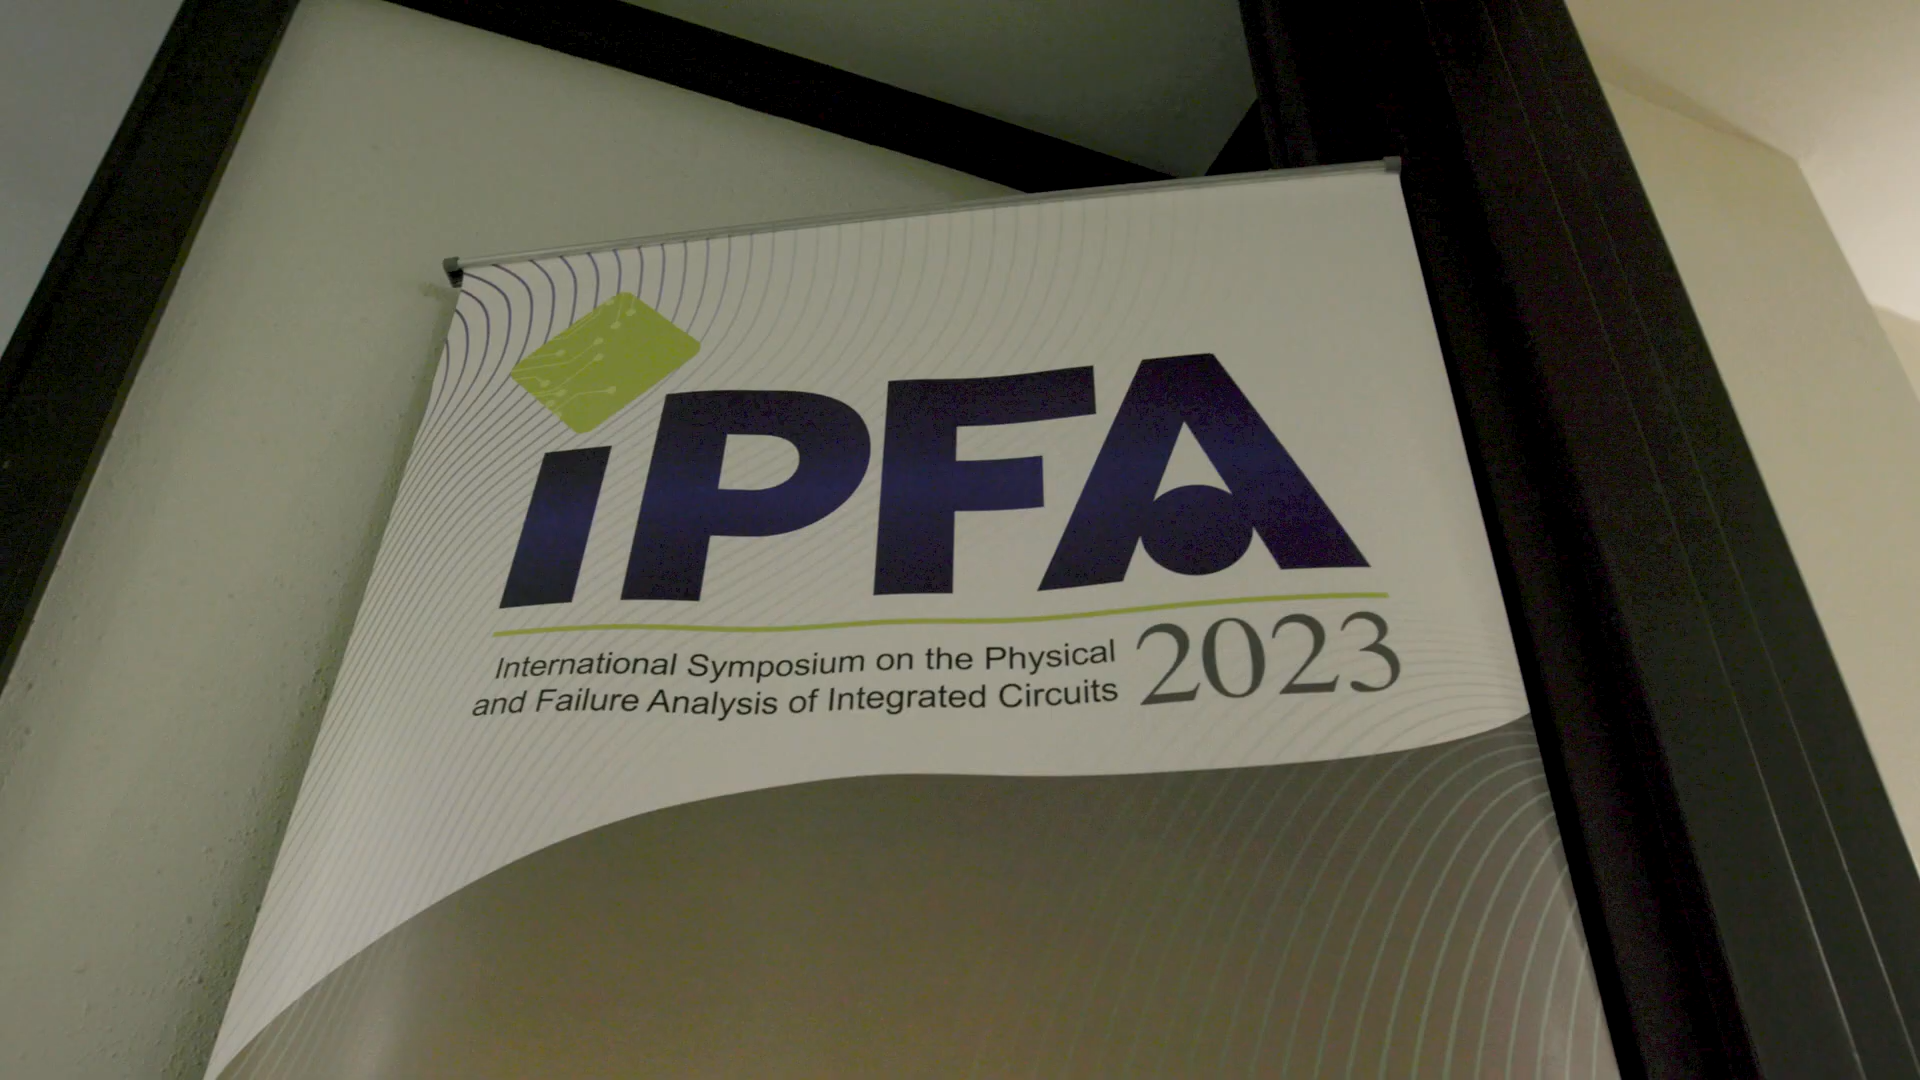 iPFA
International Symposium on the Physical
and Failure Analysis of Integrated Circuits
2023